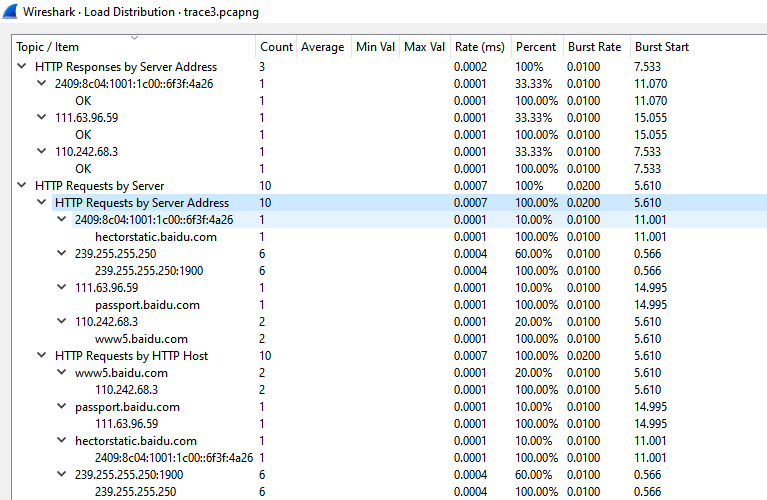 Wireshark · Load Distribution · trace3.pcapng
Topic / Item Count Average Min Val Max Val Rate (ms) Percent Burst Rate Burst Start
HTTP Responses by Server Address 3 0.0002 100% 0.0100 7.533
2409:8c04:1001:1c00::6f3f:4a26 1 0.0001 33.33% 0.0100 11.070
OK 1 0.0001 100.00% 0.0100 11.070
111.63.96.59 1 0.0001 33.33% 0.0100 15.055
OK 1 0.0001 100.00% 0.0100 15.055
110.242.68.3 1 0.0001 33.33% 0.0100 7.533
OK 1 0.0001 100.00% 0.0100 7.533
HTTP Requests by Server 10 0.0007 100% 0.0200 5.610
HTTP Requests by Server Address 10 0.0007 100.00% 0.0200 5.610
2409:8c04:1001:1c00::6f3f:4a26 1 0.0001 10.00% 0.0100 11.001
hectorstatic.baidu.com 1 0.0001 100.00% 0.0100 11.001
239.255.255.250 6 0.0004 60.00% 0.0100 0.566
239.255.255.250:1900 6 0.0004 100.00% 0.0100 0.566
111.63.96.59 1 0.0001 10.00% 0.0100 14.995
passport.baidu.com 1 0.0001 100.00% 0.0100 14.995
110.242.68.3 2 0.0001 20.00% 0.0100 5.610
www5.baidu.com 2 0.0001 100.00% 0.0100 5.610
HTTP Requests by HTTP Host 10 0.0007 100.00% 0.0200 5.610
www5.baidu.com 2 0.0001 20.00% 0.0100 5.610
110.242.68.3 2 0.0001 100.00% 0.0100 5.610
passport.baidu.com 1 0.0001 10.00% 0.0100 14.995
111.63.96.59 1 0.0001 100.00% 0.0100 14.995
hectorstatic.baidu.com 1 0.0001 10.00% 0.0100 11.001
2409:8c04:1001:1c00::6f3f:4a26 1 0.0001 100.00% 0.0100 11.001
239.255.255.250:1900 6 0.0004 60.00% 0.0100 0.566
239.255.255.250 6 0.0004 100.00% 0.0100 0.566